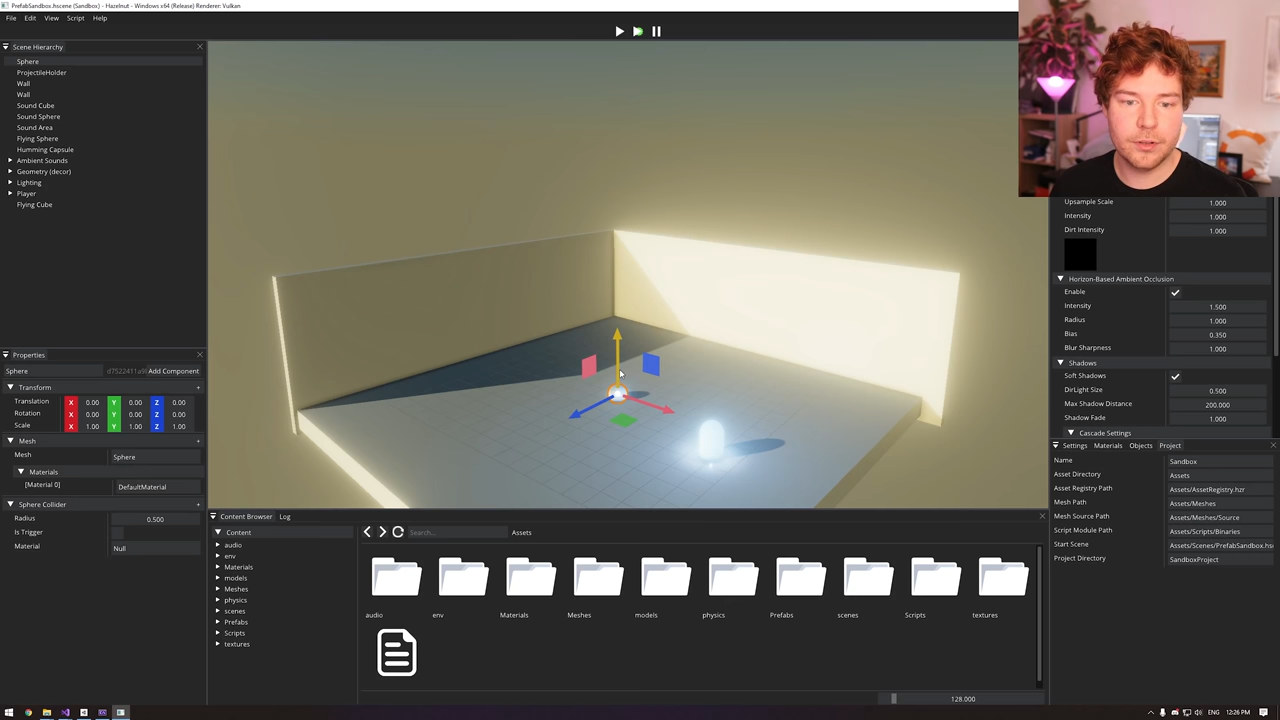 PrefabSandbox.hscene (Sandbox) - Hazelnut - Windows x64 (Release) Renderer: Vulkan
File Edit View Script Help
Scene Hierarchy
Sphere
ProjectileHolder
Wall
Wall
Sound Cube
Sound Sphere
Sound Area
Flying Sphere
Humming Capsule
Ambient Sounds
Geometry (decor)
Lighting
Player
Flying Cube
Properties
Sphere Add Component
Transform
Translation X 0.00 Y 0.00 Z 0.00
Rotation X 0.00 Y 0.00 Z 0.00
Scale X 1.00 Y 1.00 Z 1.00
Mesh
Mesh Sphere
Materials
[Material 0] DefaultMaterial
Sphere Collider
Radius 0.500
Is Trigger
Material Null
Content Browser Log
Content
audio
env
Materials
models
Meshes
physics
scenes
Prefabs
Scripts
textures
Search... Assets
audio env Materials Meshes models physics Prefabs scenes Scripts textures
128.000
Upsample Scale 1.000
Intensity 1.000
Dirt Intensity 1.000
Horizon-Based Ambient Occlusion
Enable
Intensity 1.500
Radius 1.000
Bias 0.350
Blur Sharpness 1.000
Shadows
Soft Shadows
DirLight Size 0.500
Max Shadow Distance 200.000
Shadow Fade 1.000
Cascade Settings
Settings Materials Objects Project
Name Sandbox
Asset Directory Assets
Asset Registry Path Assets/AssetRegistry.hzr
Mesh Path Assets/Meshes
Mesh Source Path Assets/Meshes/Source
Script Module Path Assets/Scripts/Binaries
Start Scene Assets/Scenes/PrefabSandbox.hs
Project Directory SandboxProject
ENG 12:26 PM